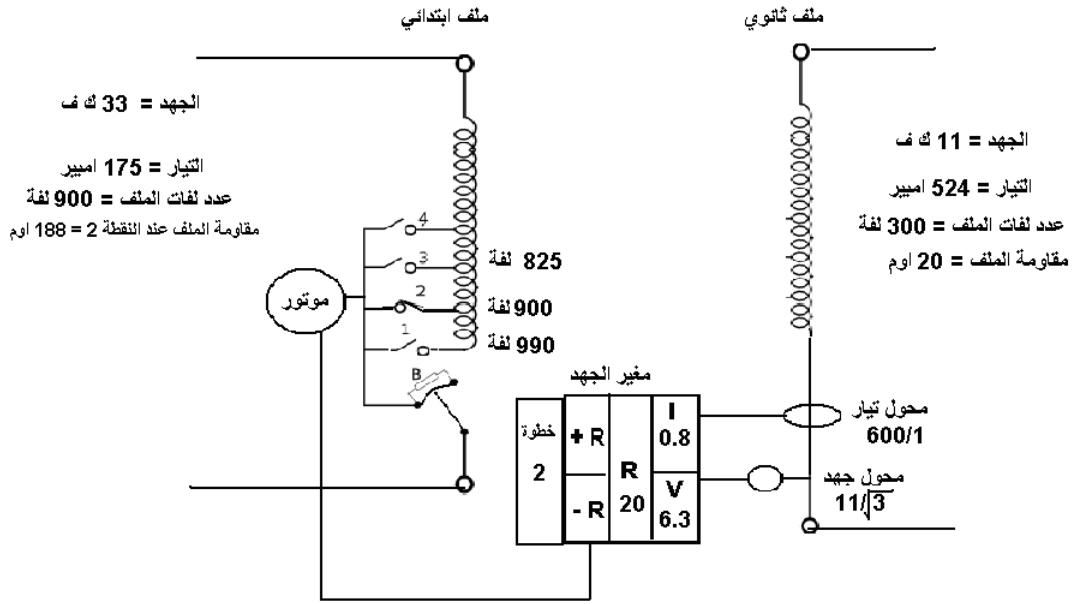 ملف ابتدائي
ملف ثانوي
الجهد = 33 ك ف
التيار = 175 امبير
عدد لفات الملف = 900 لفة
مقاومة الملف عند النقطة 2 = 188 اوم
4
3
2
1
825 لفة
900 لفة
990 لفة
موتور
B
الجهد = 11 ك ف
التيار = 524 امبير
عدد لفات الملف = 300 لفة
مقاومة الملف = 20 اوم
مغير الجهد
خطوة
2
+ R
- R
R
20
I
0.8
V
6.3
محول تيار
600/1
محول جهد
11/√3